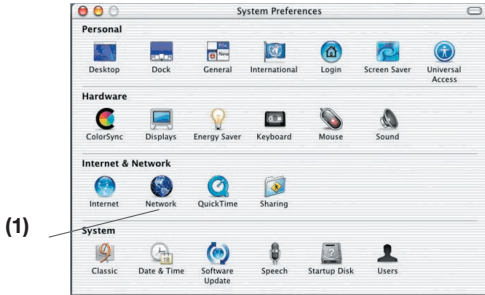 System Preferences
Personal
Desktop Dock General International Login Screen Saver Universal Access
Hardware
ColorSync Displays Energy Saver Keyboard Mouse Sound
Internet & Network
Internet Network QuickTime Sharing
(1)
System
Classic Date & Time Software Update Speech Startup Disk Users